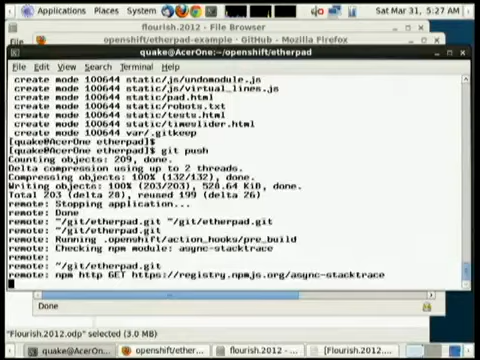 Applications Places System Sat Mar 31, 5:27 AM
flourish.2012 - File Browser
File openshift/etherpad-example · GitHub - Mozilla Firefox
quake@AcerOne:~/openshift/etherpad
File Edit View Search Terminal Help
create mode 100644 static/js/undomodule.js
create mode 100644 static/js/virtual_lines.js
create mode 100644 static/pad.html
create mode 100644 static/robots.txt
create mode 100644 static/tests.html
create mode 100644 static/timeslider.html
create mode 100644 var/.gitkeep
[quake@AcerOne etherpad]$
[quake@AcerOne etherpad]$ git push
Counting objects: 209, done.
Delta compression using up to 2 threads.
Compressing objects: 100% (132/132), done.
Writing objects: 100% (203/203), 528.64 KiB, done.
Total 203 (delta 28), reused 199 (delta 26)
remote: Stopping application...
remote: Done
remote: ~/git/etherpad.git ~/git/etherpad.git
remote: ~/git/etherpad.git
remote: Running .openshift/action_hooks/pre_build
remote: Checking npm module: async-stacktrace
remote:
remote: ~/git/etherpad.git
remote: npm http GET https://registry.npmjs.org/async-stacktrace
Done
"Flourish.2012.odp" selected (3.0 MB)
quake@AcerOne:... openshift/ether... flourish.2012 - ... [Flourish.2012....